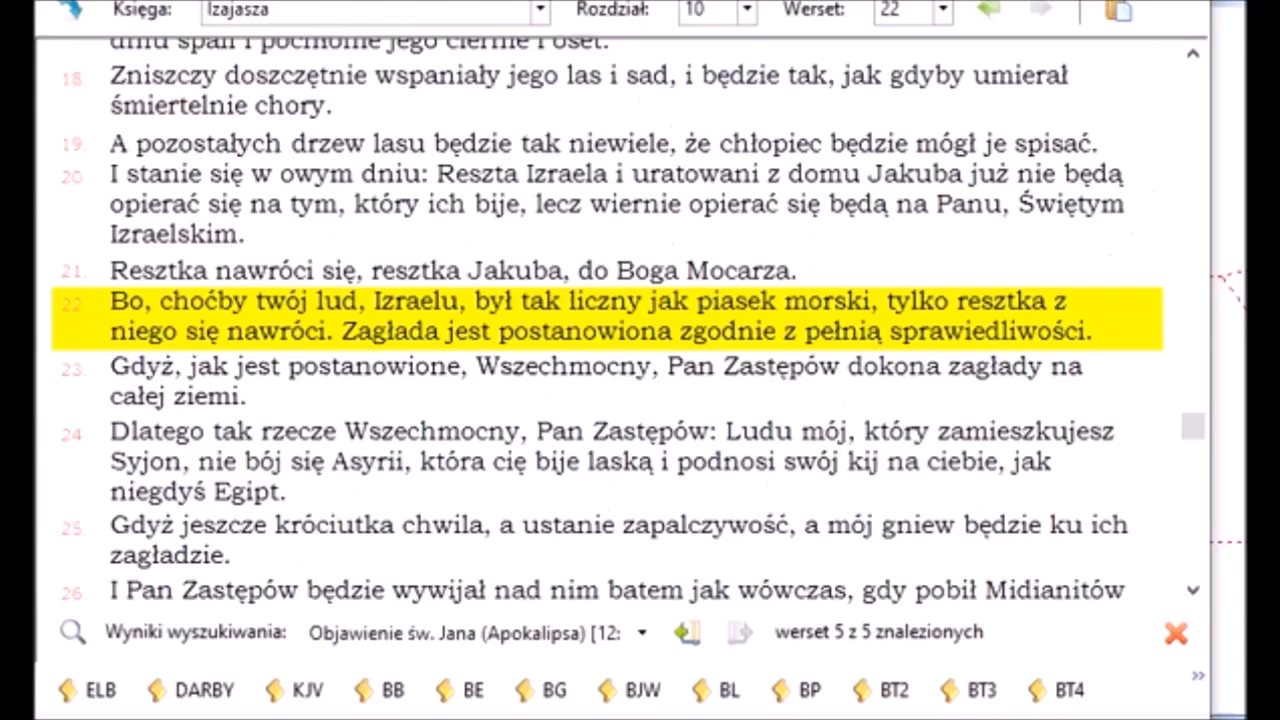 Księga: Izajasza Rozdział: 10 Werset: 22
dniu spali i pochłonie jego ciernie i oset.
18. Zniszczy doszczętnie wspaniały jego las i sad, i będzie tak, jak gdyby umierał
śmiertelnie chory.
19. A pozostałych drzew lasu będzie tak niewiele, że chłopiec będzie mógł je spisać.
20 I stanie się w owym dniu: Reszta Izraela i uratowani z domu Jakuba już nie będą
opierać się na tym, który ich bije, lecz wiernie opierać się będą na Panu, Świętym
Izraelskim.
21. Resztka nawróci się, resztka Jakuba, do Boga Mocarza.
22 Bo, choćby twój lud, Izraelu, był tak liczny jak piasek morski, tylko resztka z
niego się nawróci. Zagłada jest postanowiona zgodnie z pełnią sprawiedliwości.
23. Gdyż, jak jest postanowione, Wszechmocny, Pan Zastępów dokona zagłady na
całej ziemi.
24 Dlatego tak rzecze Wszechmocny, Pan Zastępów: Ludu mój, który zamieszkujesz
Syjon, nie bój się Asyrii, która cię bije laską i podnosi swój kij na ciebie, jak
niegdyś Egipt.
25. Gdyż jeszcze króciutka chwila, a ustanie zapalczywość, a mój gniew będzie ku ich
zagładzie.
26. I Pan Zastępów będzie wywijał nad nim batem jak wówczas, gdy pobił Midianitów
Wyniki wyszukiwania: Objawienie św. Jana (Apokalipsa) [12: werset 5 z 5 znalezionych
ELB DARBY KJV BB BE BG BJW BL BP BT2 BT3 BT4